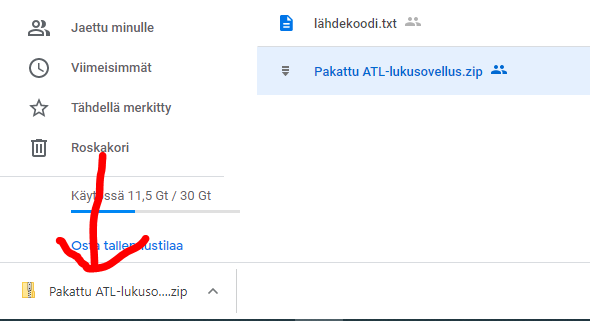 Jaettu minulle
Viimeisimmät
Tähdellä merkitty
Roskakori
Käytössä 11,5 Gt / 30 Gt
Osta tallennustilaa
lähdekoodi.txt
Pakattu ATL-lukusovellus.zip
Pakattu ATL-lukuso....zip